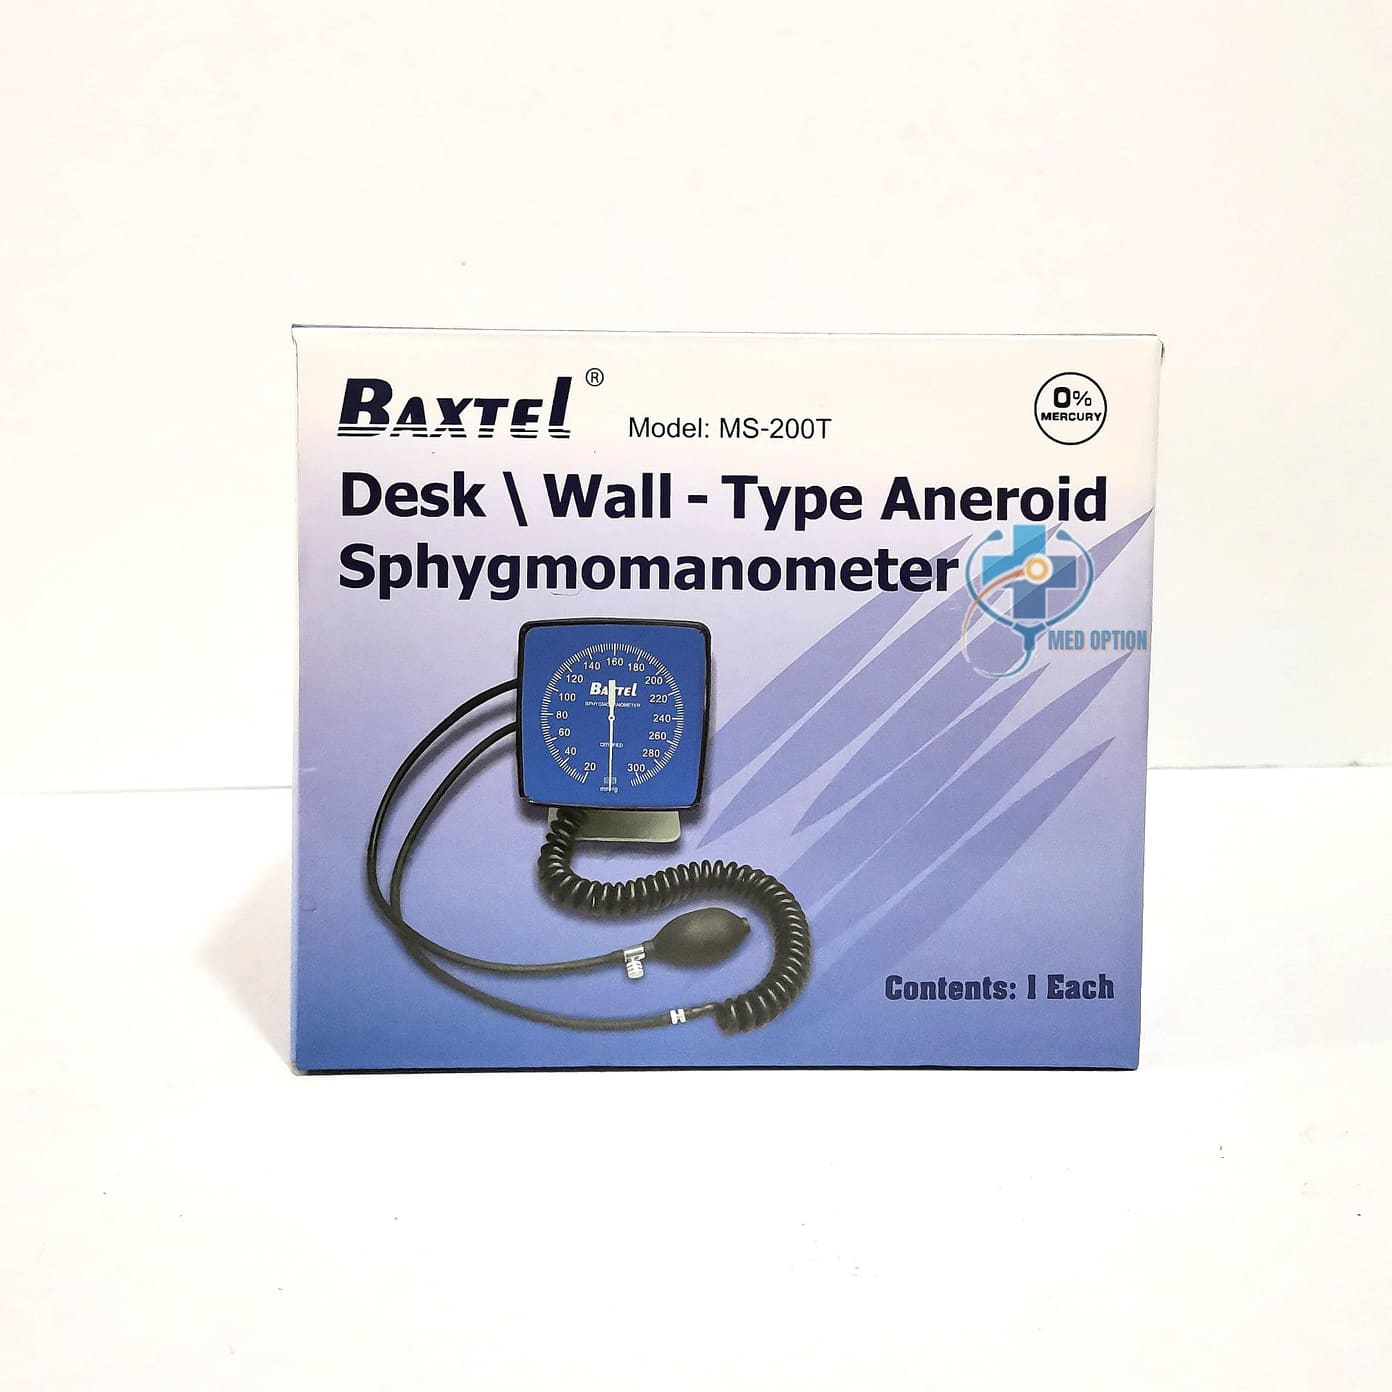 BAXTEL ®
Model: MS-200T
0%
MERCURY
Desk \ Wall - Type Aneroid
Sphygmomanometer
MED OPTION
140 160 180
120 200
100 220
80 240
60 260
40 280
20 300
BAXTEL
SPHYGMOMANOMETER
CERTIFIED
mmHg
Contents: 1 Each